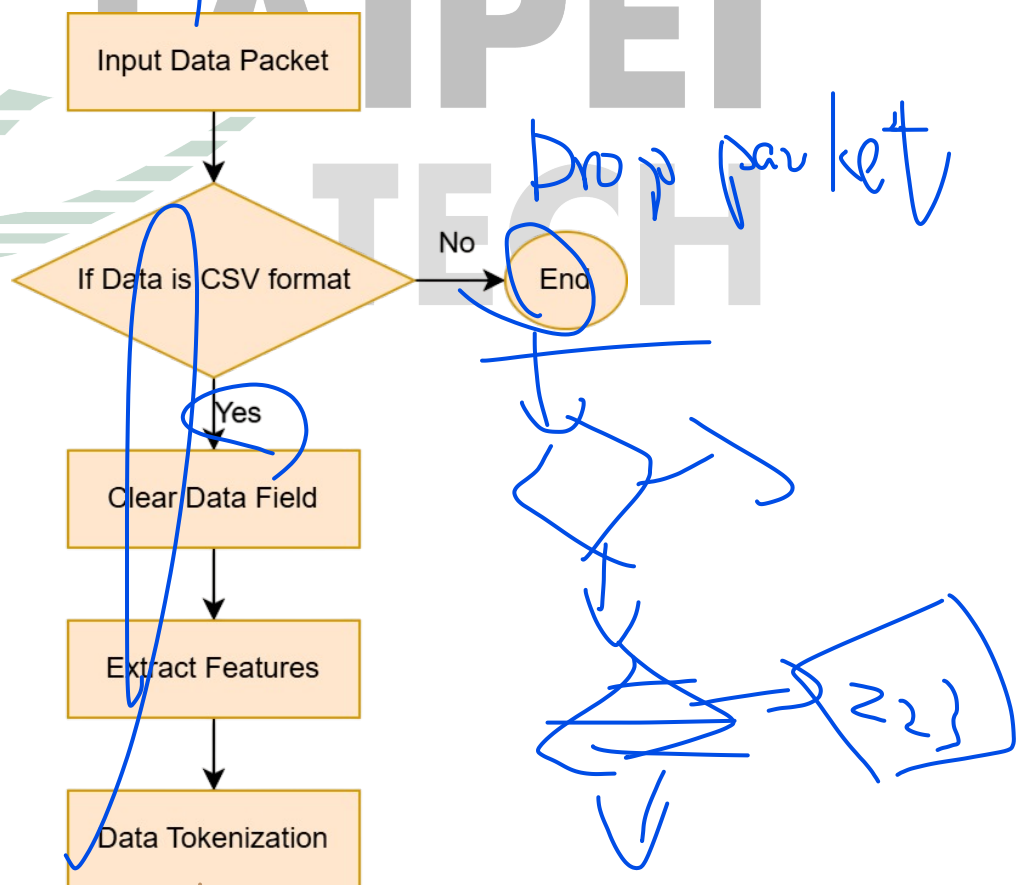 TAIPEI
TECH
Input Data Packet
Drop packet
If Data is CSV format
No
End
Yes
Clear Data Field
Extract Features
Data Tokenization